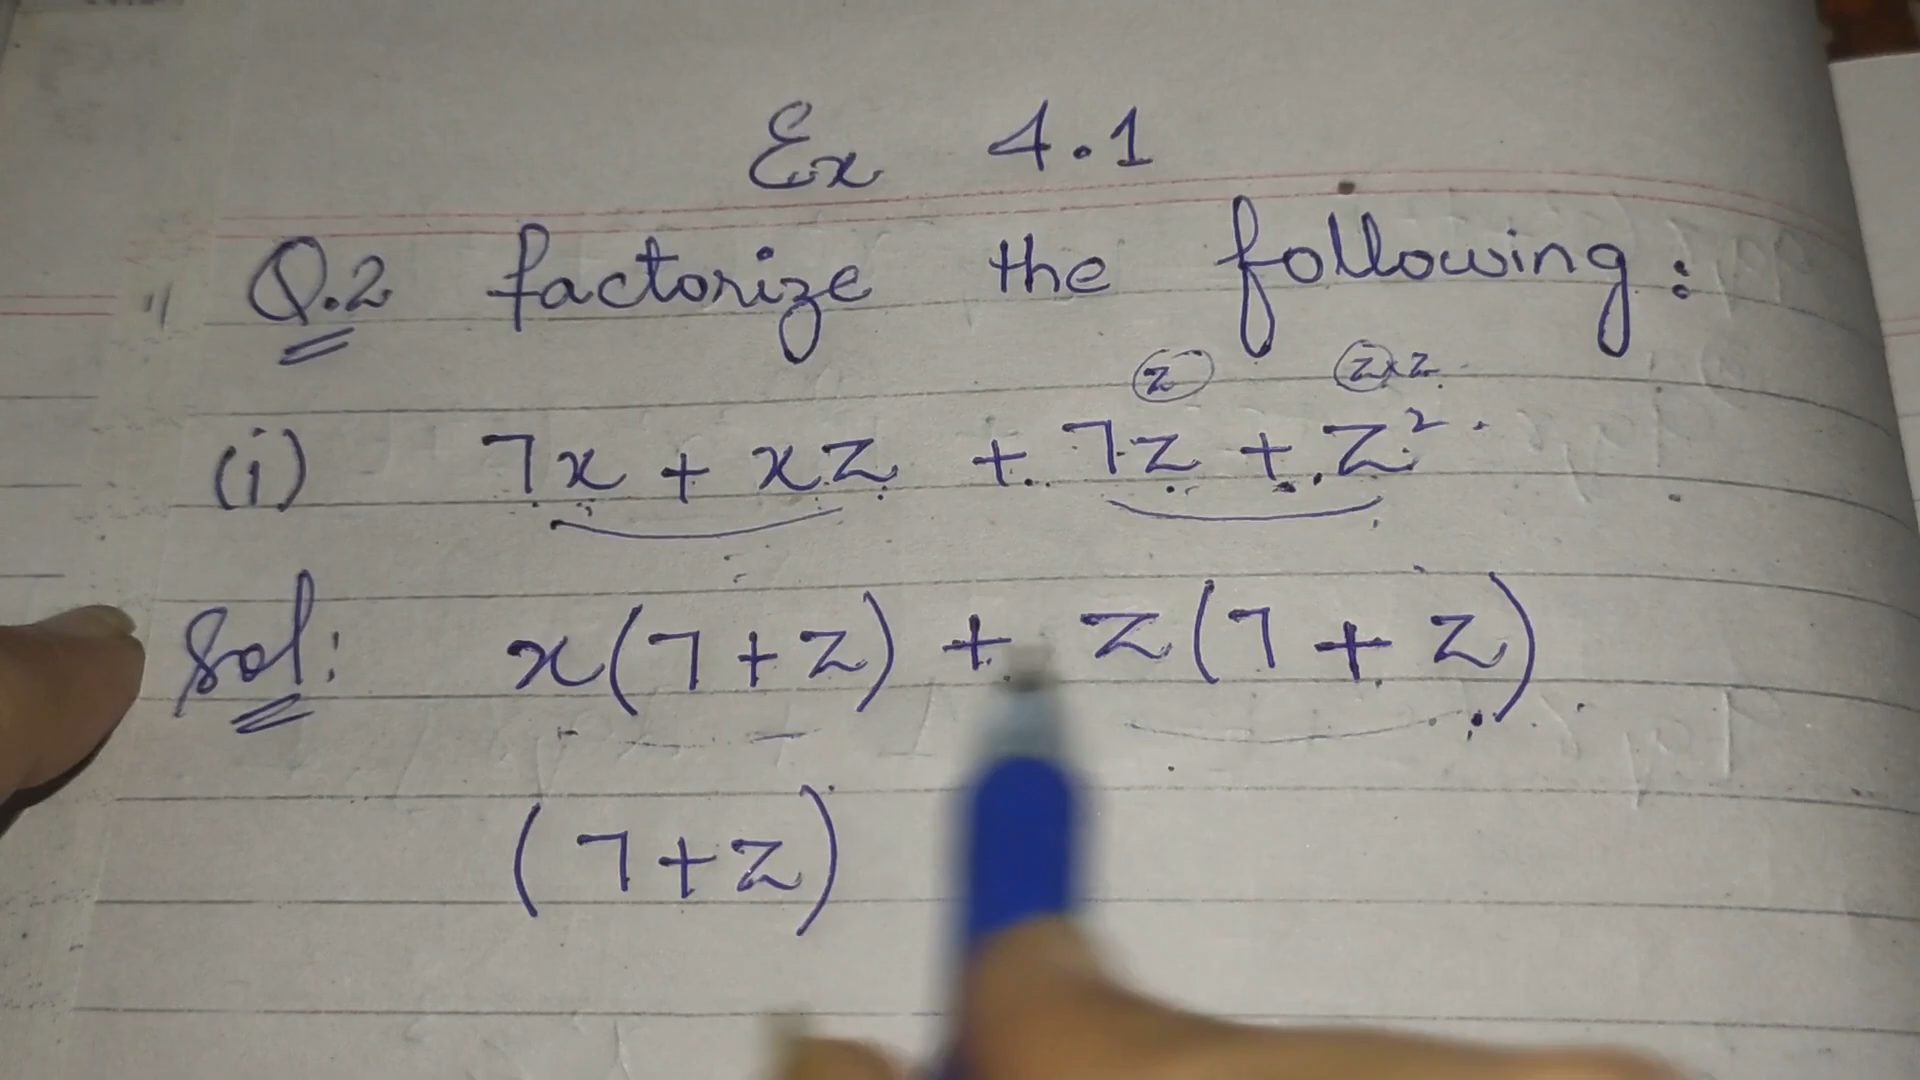 Ex 4.1
Q.2 factorize the following:
z z×z
(i) 7x + xz + 7z + z²
Sol: x(7+z) + z(7+z)
(7+z)